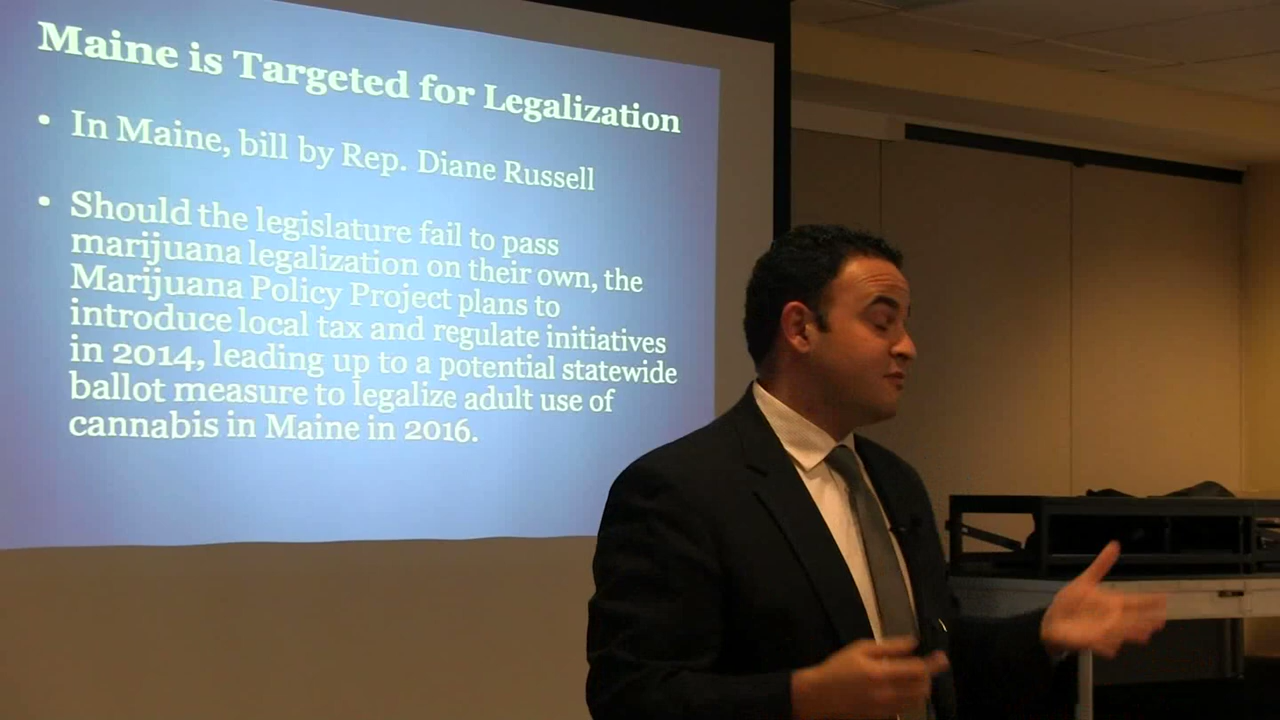 Maine is Targeted for Legalization
• In Maine, bill by Rep. Diane Russell
• Should the legislature fail to pass
marijuana legalization on their own, the
Marijuana Policy Project plans to
introduce local tax and regulate initiatives
in 2014, leading up to a potential statewide
ballot measure to legalize adult use of
cannabis in Maine in 2016.